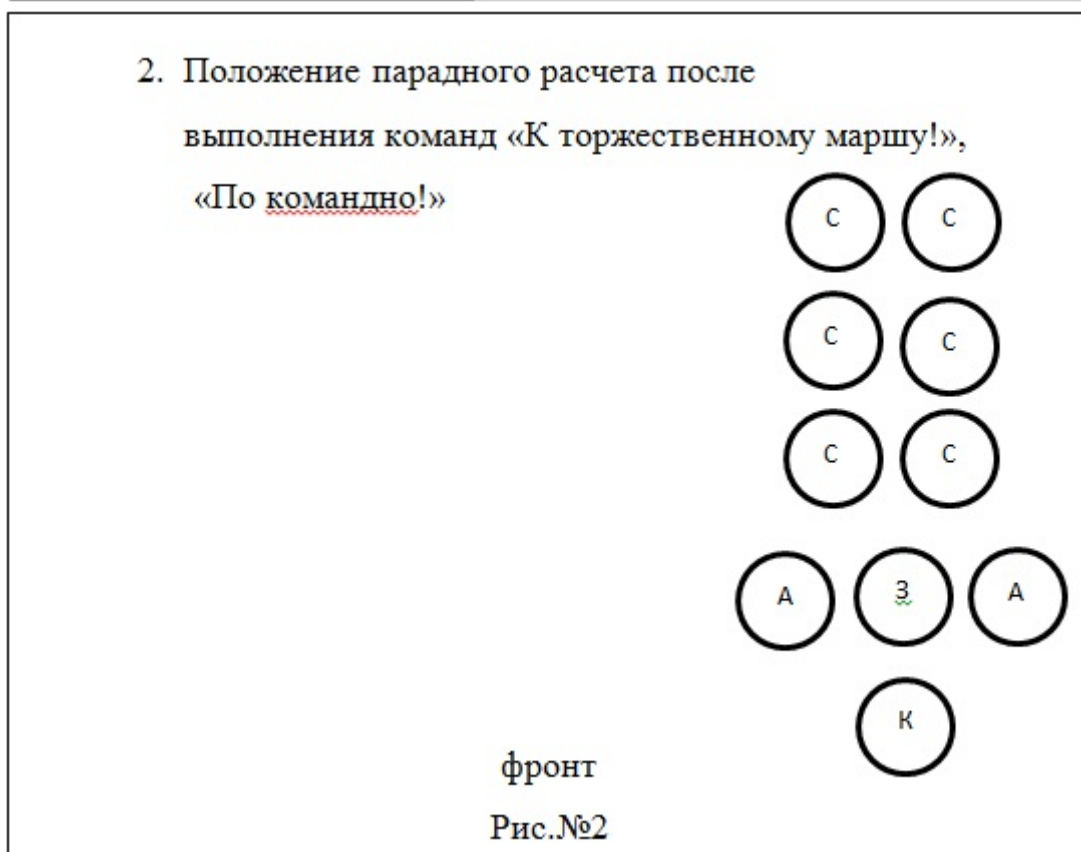 2. Положение парадного расчета после
выполнения команд «К торжественному маршу!»,
«По командно!»
С С
С С
С С
А З А
К
фронт
Рис.№2